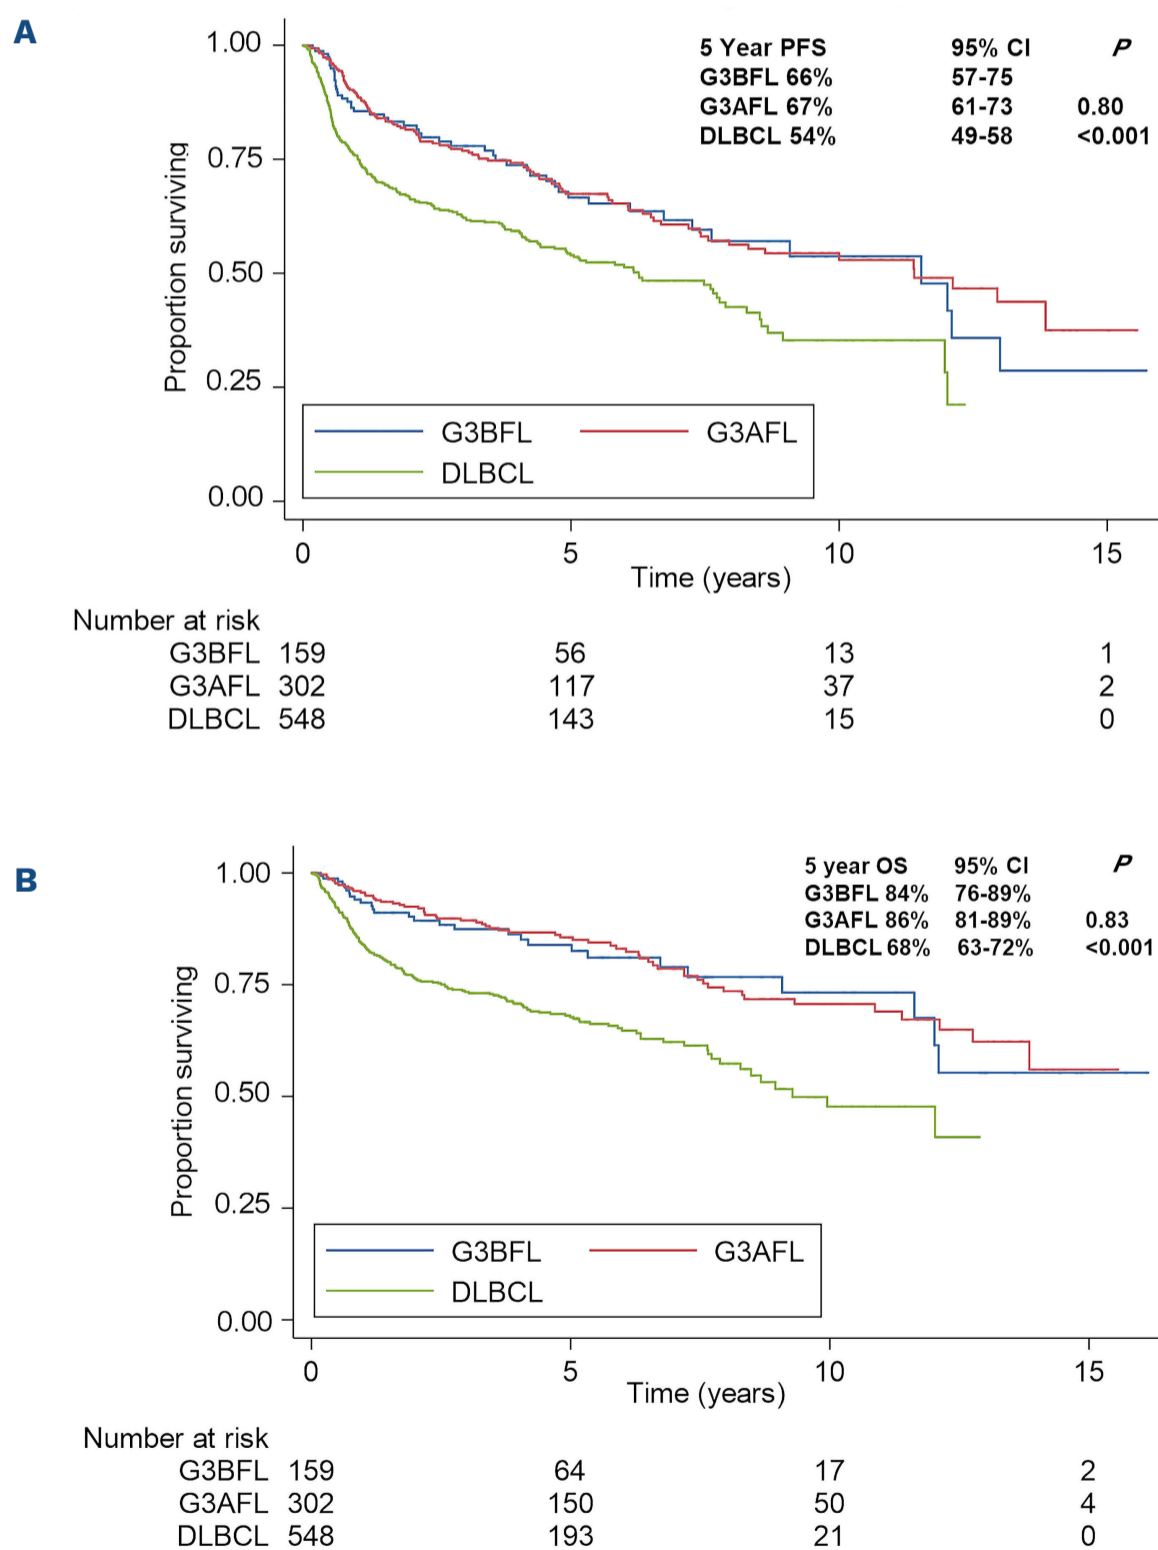 A
5 Year PFS 95% CI P
G3BFL 66% 57-75
G3AFL 67% 61-73 0.80
DLBCL 54% 49-58 <0.001
1.00
0.75
0.50
0.25
0.00
Proportion surviving
G3BFL G3AFL
DLBCL
0 5 10 15
Time (years)
Number at risk
G3BFL 159 56 13 1
G3AFL 302 117 37 2
DLBCL 548 143 15 0
B
5 year OS 95% CI P
G3BFL 84% 76-89%
G3AFL 86% 81-89% 0.83
DLBCL 68% 63-72% <0.001
1.00
0.75
0.50
0.25
0.00
Proportion surviving
G3BFL G3AFL
DLBCL
0 5 10 15
Time (years)
Number at risk
G3BFL 159 64 17 2
G3AFL 302 150 50 4
DLBCL 548 193 21 0